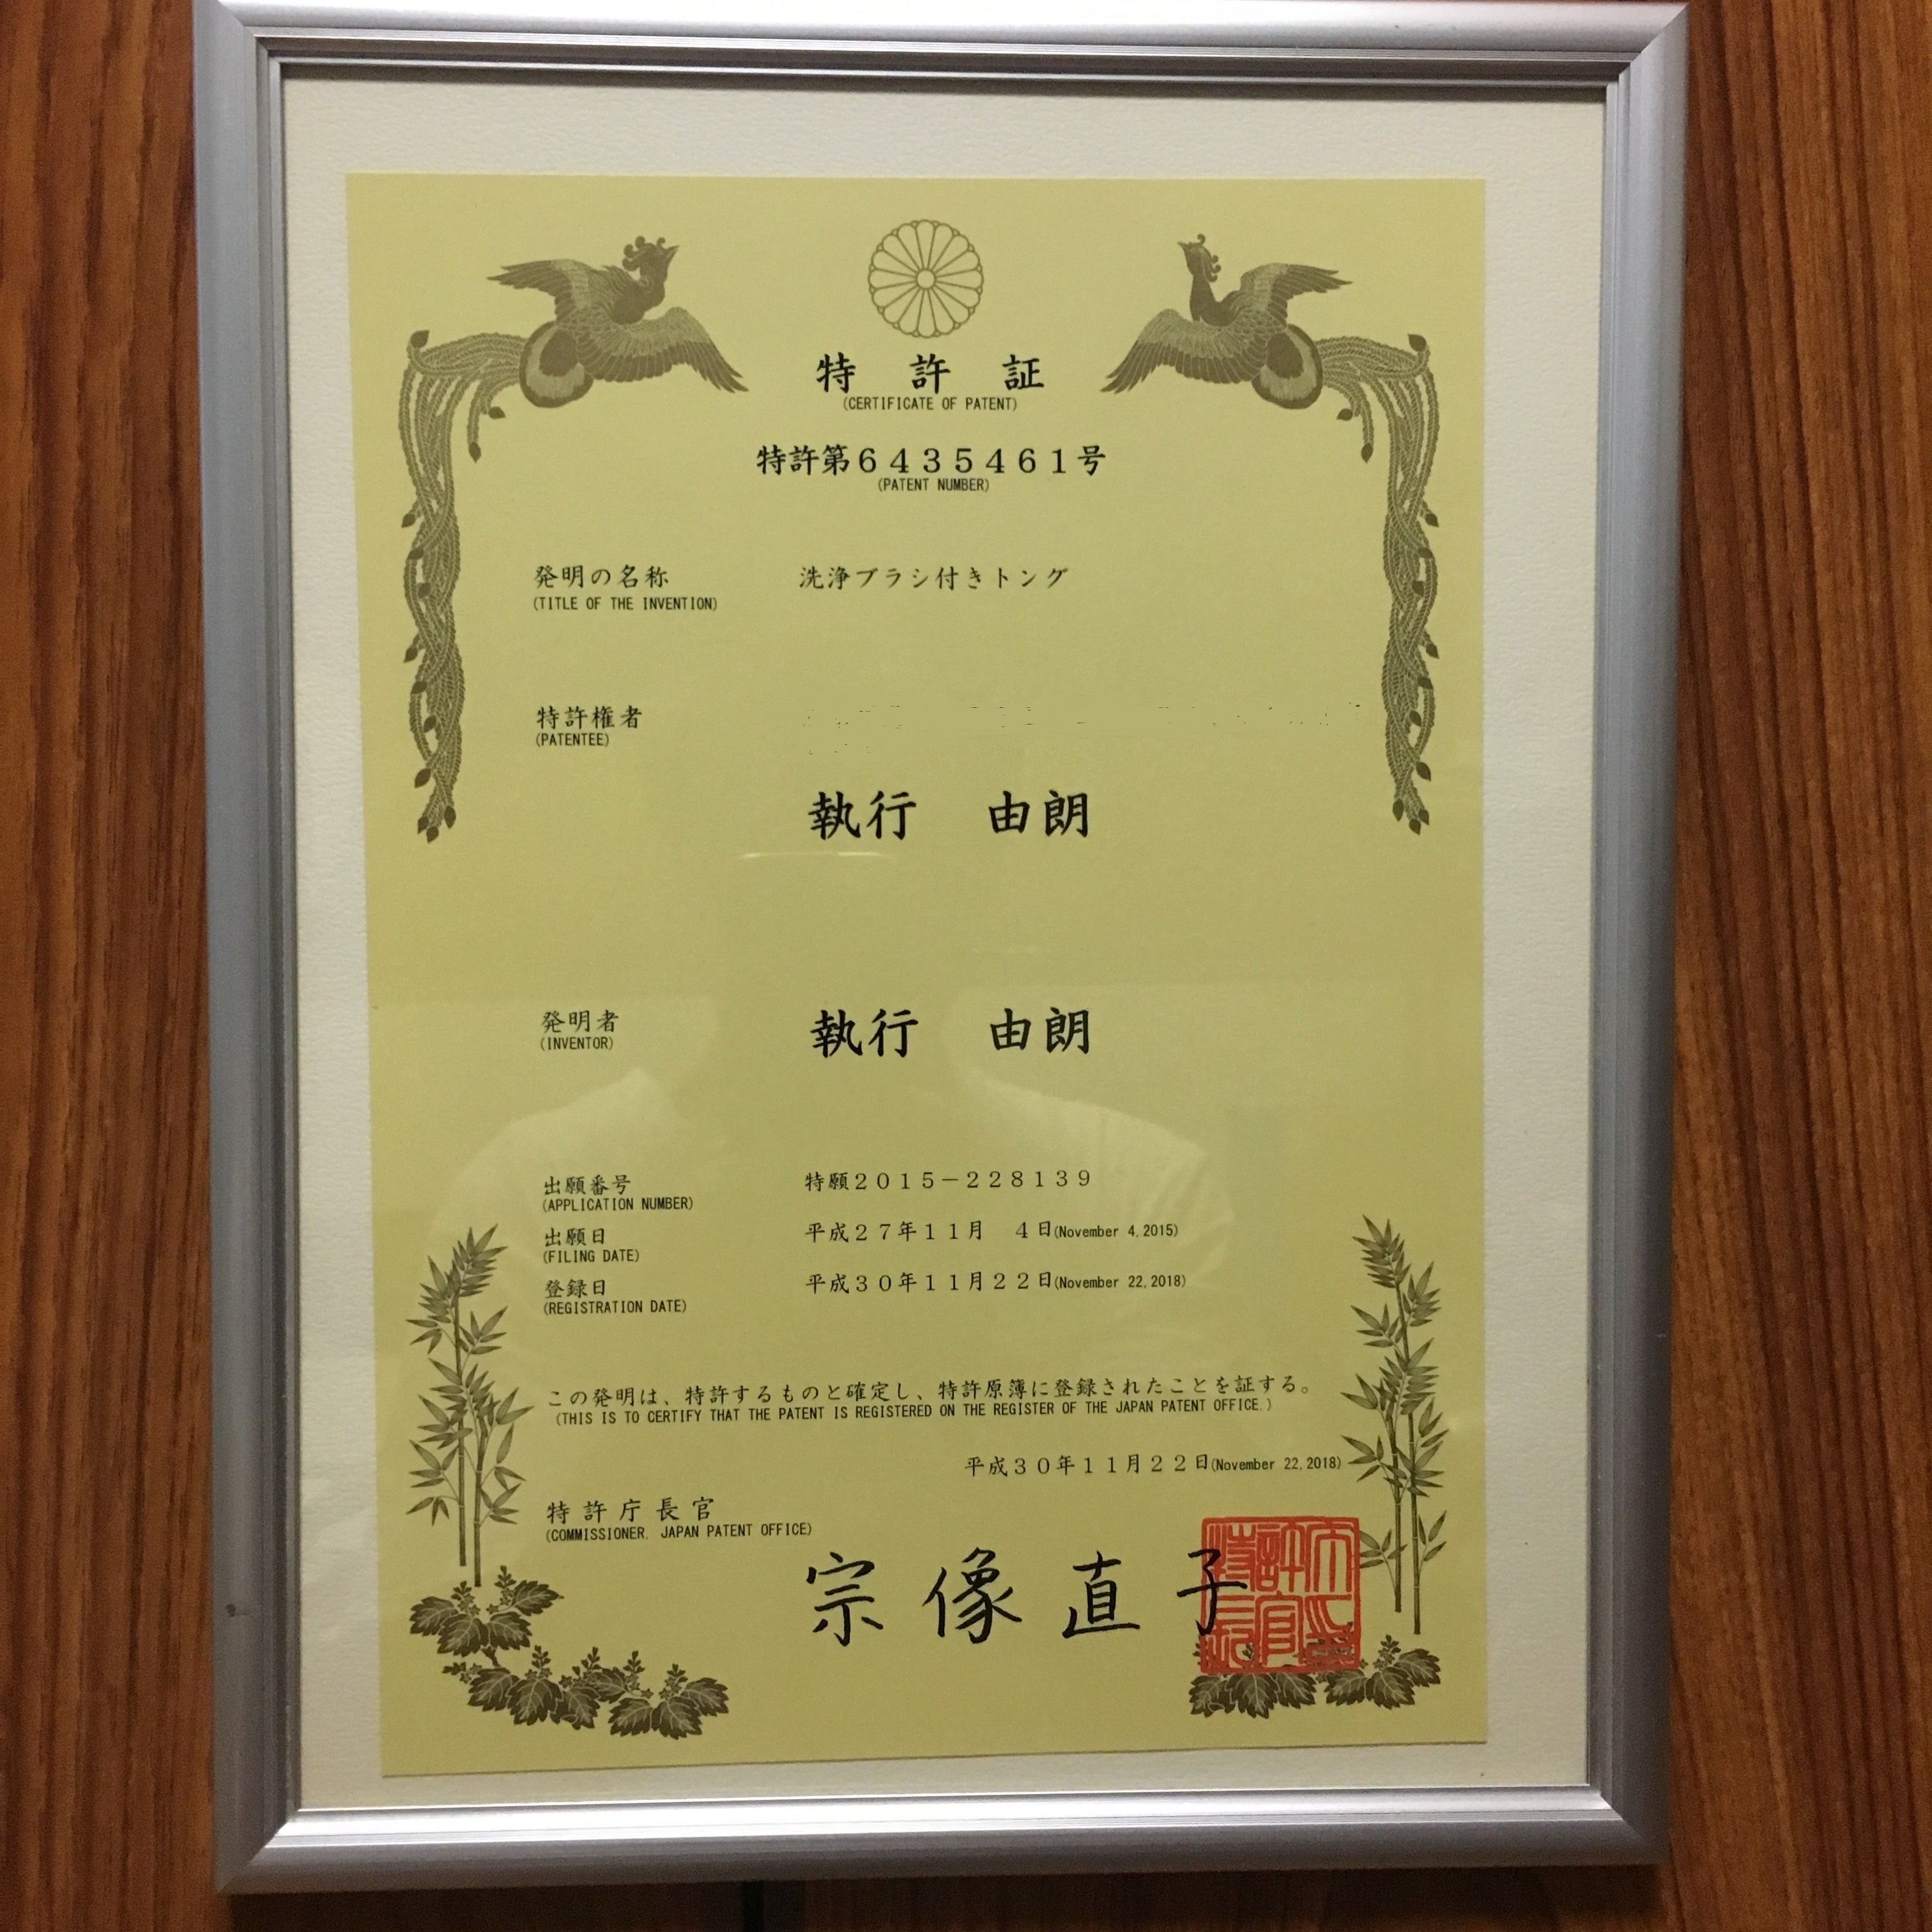 特許証
(CERTIFICATE OF PATENT)
特許第6435461号
(PATENT NUMBER)
発明の名称 洗浄ブラシ付きトング
(TITLE OF THE INVENTION)
特許権者
(PATENTEE)
執行 由朗
発明者 執行 由朗
(INVENTOR)
出願番号 特願2015-228139
(APPLICATION NUMBER)
出願日 平成27年11月 4日(November 4,2015)
(FILING DATE)
登録日 平成30年11月22日(November 22,2018)
(REGISTRATION DATE)
この発明は、特許するものと確定し、特許原簿に登録されたことを証する。
(THIS IS TO CERTIFY THAT THE PATENT IS REGISTERED ON THE REGISTER OF THE JAPAN PATENT OFFICE.)
平成30年11月22日(November 22,2018)
特許庁長官
(COMMISSIONER, JAPAN PATENT OFFICE)
宗像直子